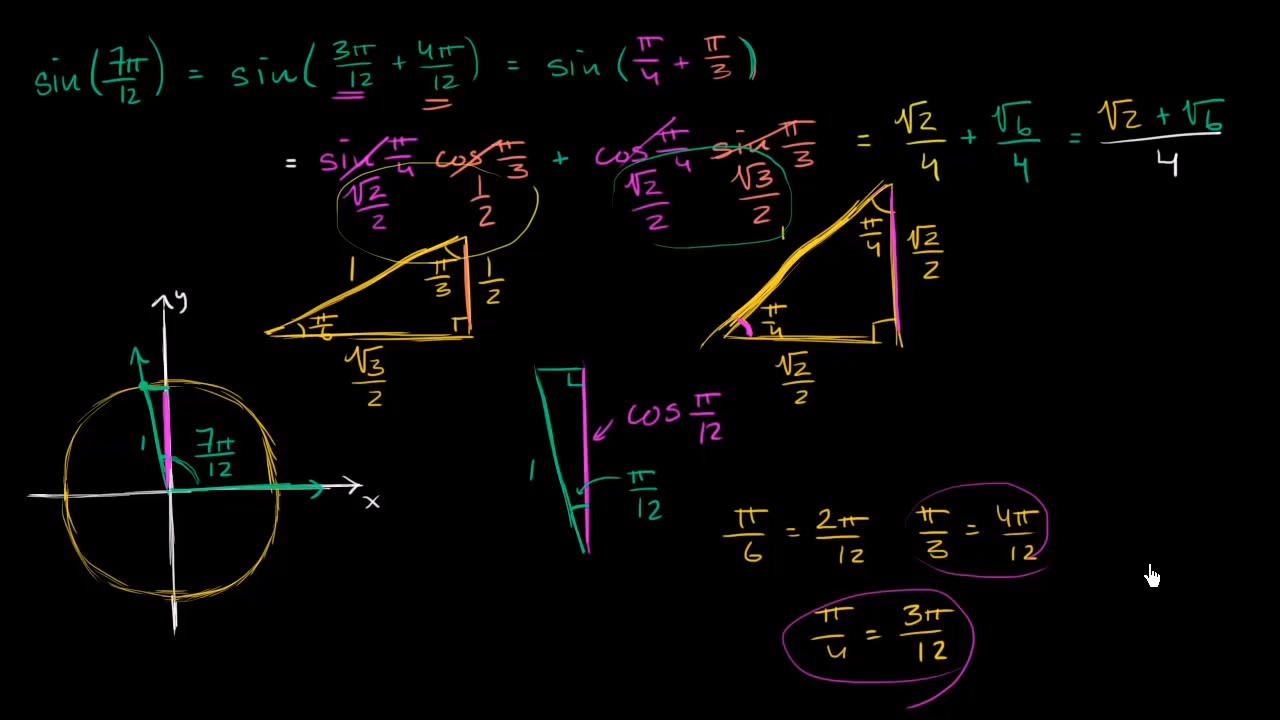 sin(7π/12) = sin(3π/12 + 4π/12) = sin(π/4 + π/3)
= sin π/4 cos π/3 + cos π/4 sin π/3 = √2/4 + √6/4 = (√2 + √6)/4
√2/2 1/2 √2/2 √3/2
1 π/3 1/2
π/6
√3/2
1 π/4 √2/2
π/4
√2/2
y
1 7π/12
x
cos π/12
1 π/12
π/6 = 2π/12 π/3 = 4π/12
π/4 = 3π/12